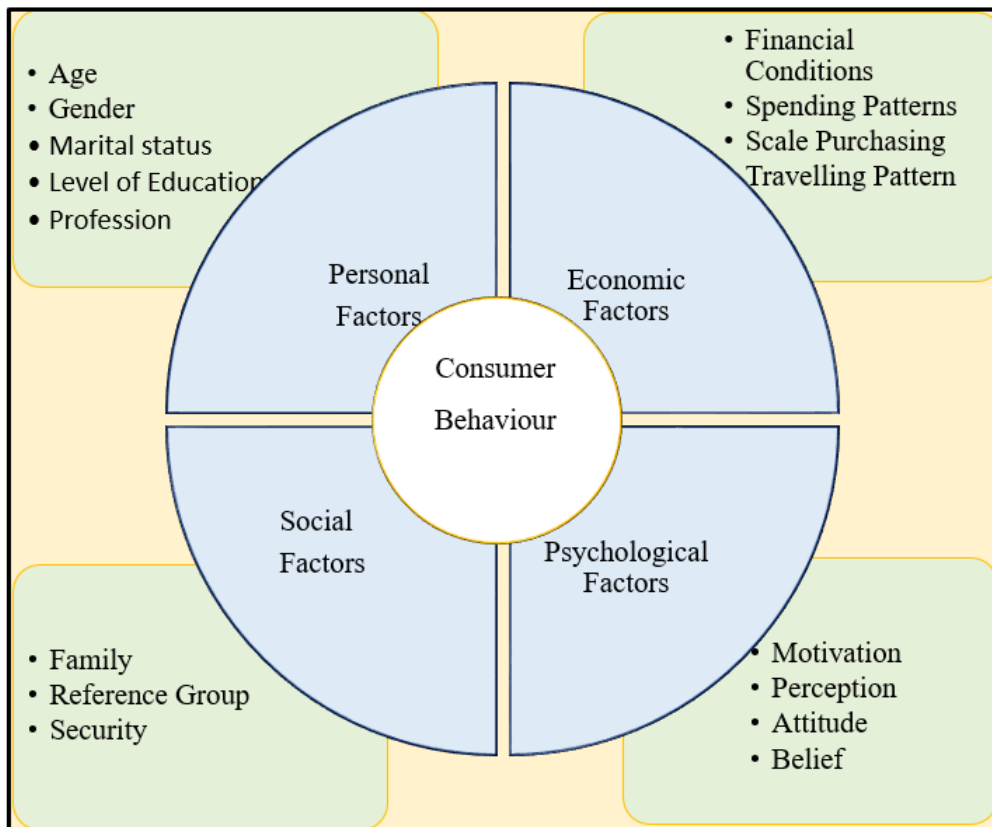 • Age
• Gender
• Marital status
• Level of Education
• Profession
• Financial
Conditions
• Spending Patterns
• Scale Purchasing
Travelling Pattern
Personal
Factors
Economic
Factors
Consumer
Behaviour
Social
Factors
Psychological
Factors
• Family
• Reference Group
• Security
• Motivation
• Perception
• Attitude
• Belief